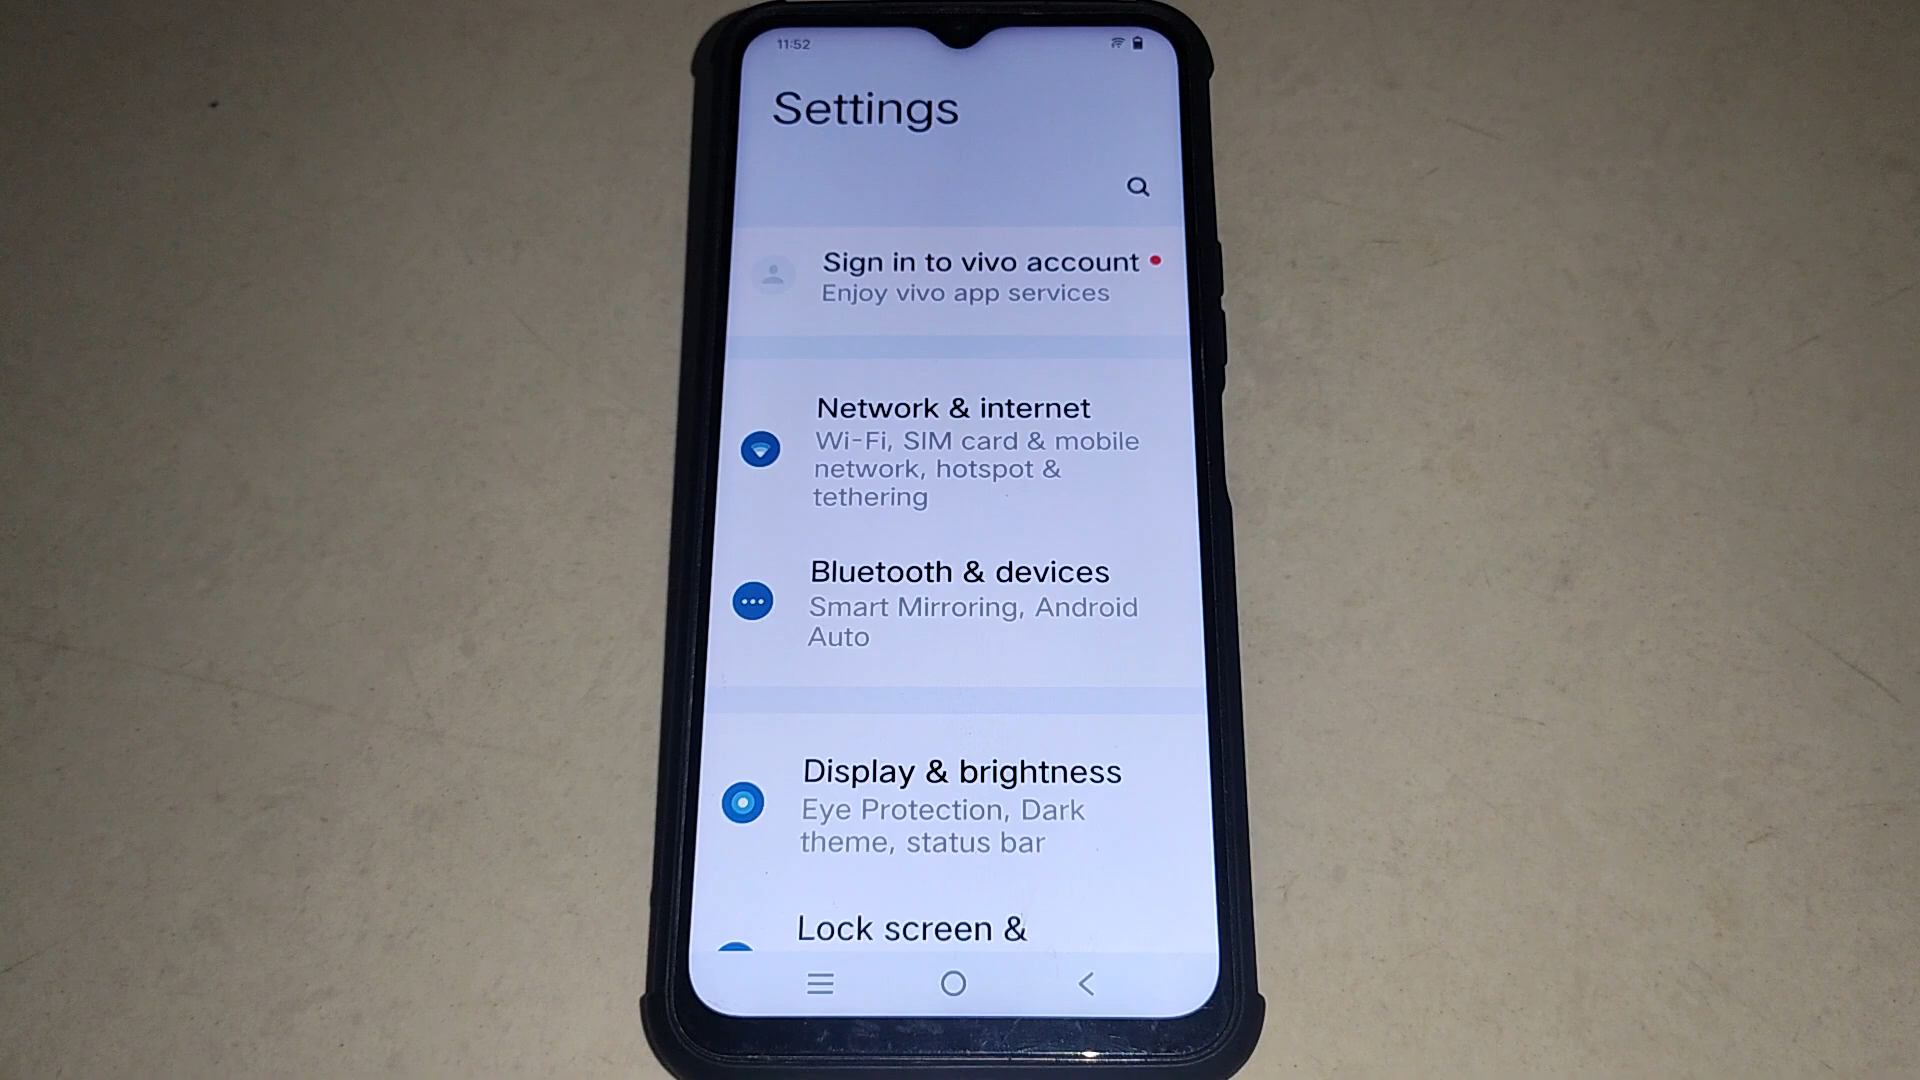 11:52
Settings
Sign in to vivo account
Enjoy vivo app services
Network & internet
Wi-Fi, SIM card & mobile
network, hotspot &
tethering
Bluetooth & devices
Smart Mirroring, Android
Auto
Display & brightness
Eye Protection, Dark
theme, status bar
Lock screen &